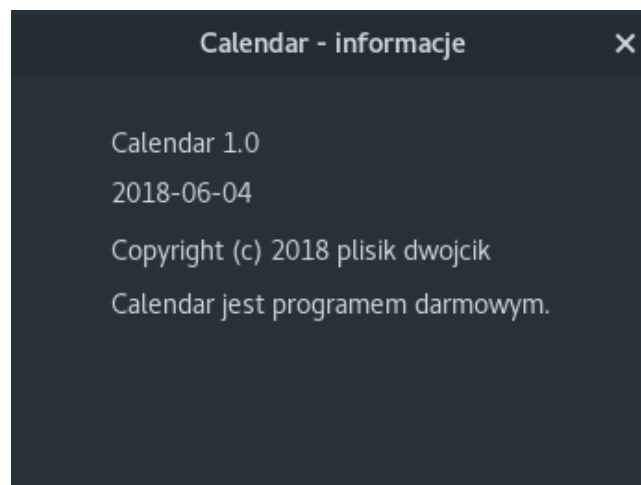 Calendar - informacje
Calendar 1.0
2018-06-04
Copyright (c) 2018 plisik dwojcik
Calendar jest programem darmowym.